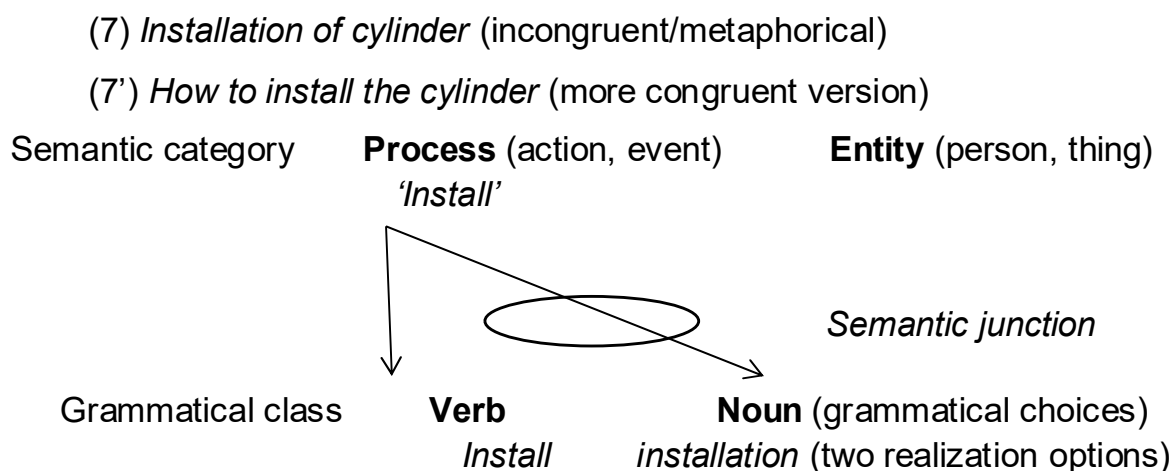 (7) Installation of cylinder (incongruent/metaphorical)
(7’) How to install the cylinder (more congruent version)
Semantic category Process (action, event) Entity (person, thing)
‘Install’
Semantic junction
Grammatical class Verb Noun (grammatical choices)
Install installation (two realization options)